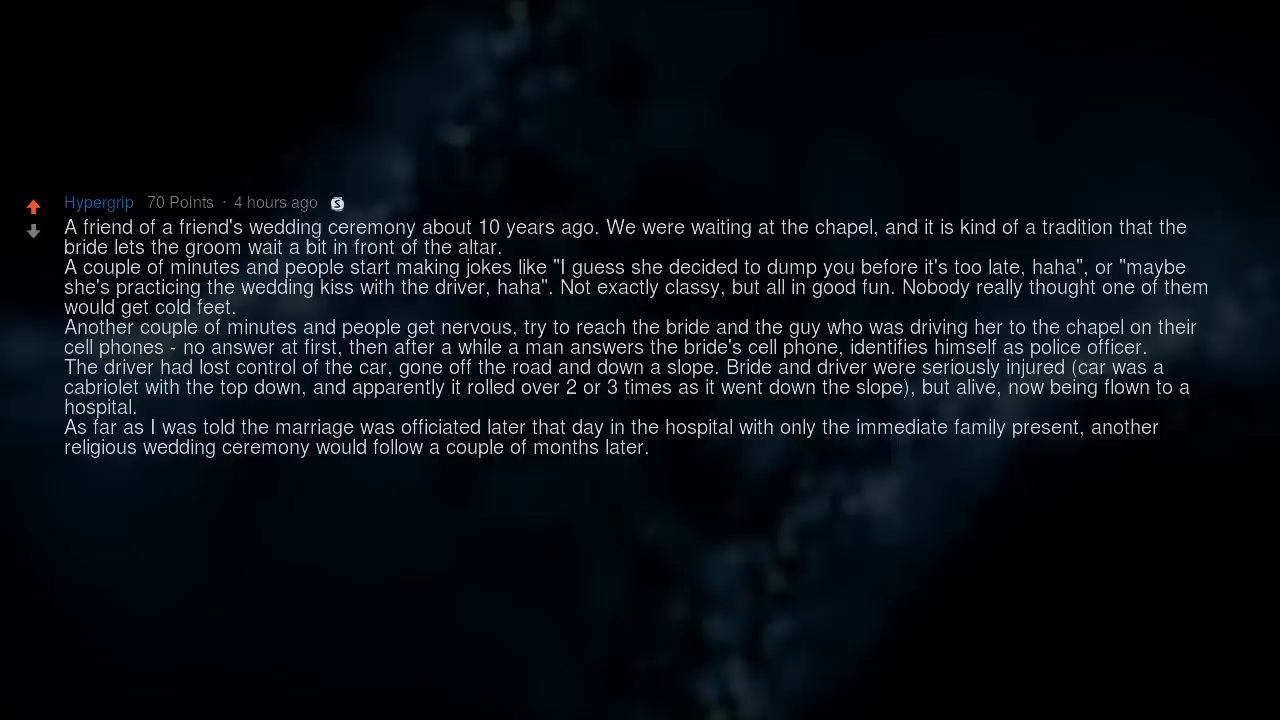 Hypergrip 70 Points · 4 hours ago S
A friend of a friend's wedding ceremony about 10 years ago. We were waiting at the chapel, and it is kind of a tradition that the
bride lets the groom wait a bit in front of the altar.
A couple of minutes and people start making jokes like "I guess she decided to dump you before it's too late, haha", or "maybe
she's practicing the wedding kiss with the driver, haha". Not exactly classy, but all in good fun. Nobody really thought one of them
would get cold feet.
Another couple of minutes and people get nervous, try to reach the bride and the guy who was driving her to the chapel on their
cell phones - no answer at first, then after a while a man answers the bride's cell phone, identifies himself as police officer.
The driver had lost control of the car, gone off the road and down a slope. Bride and driver were seriously injured (car was a
cabriolet with the top down, and apparently it rolled over 2 or 3 times as it went down the slope), but alive, now being flown to a
hospital.
As far as I was told the marriage was officiated later that day in the hospital with only the immediate family present, another
religious wedding ceremony would follow a couple of months later.